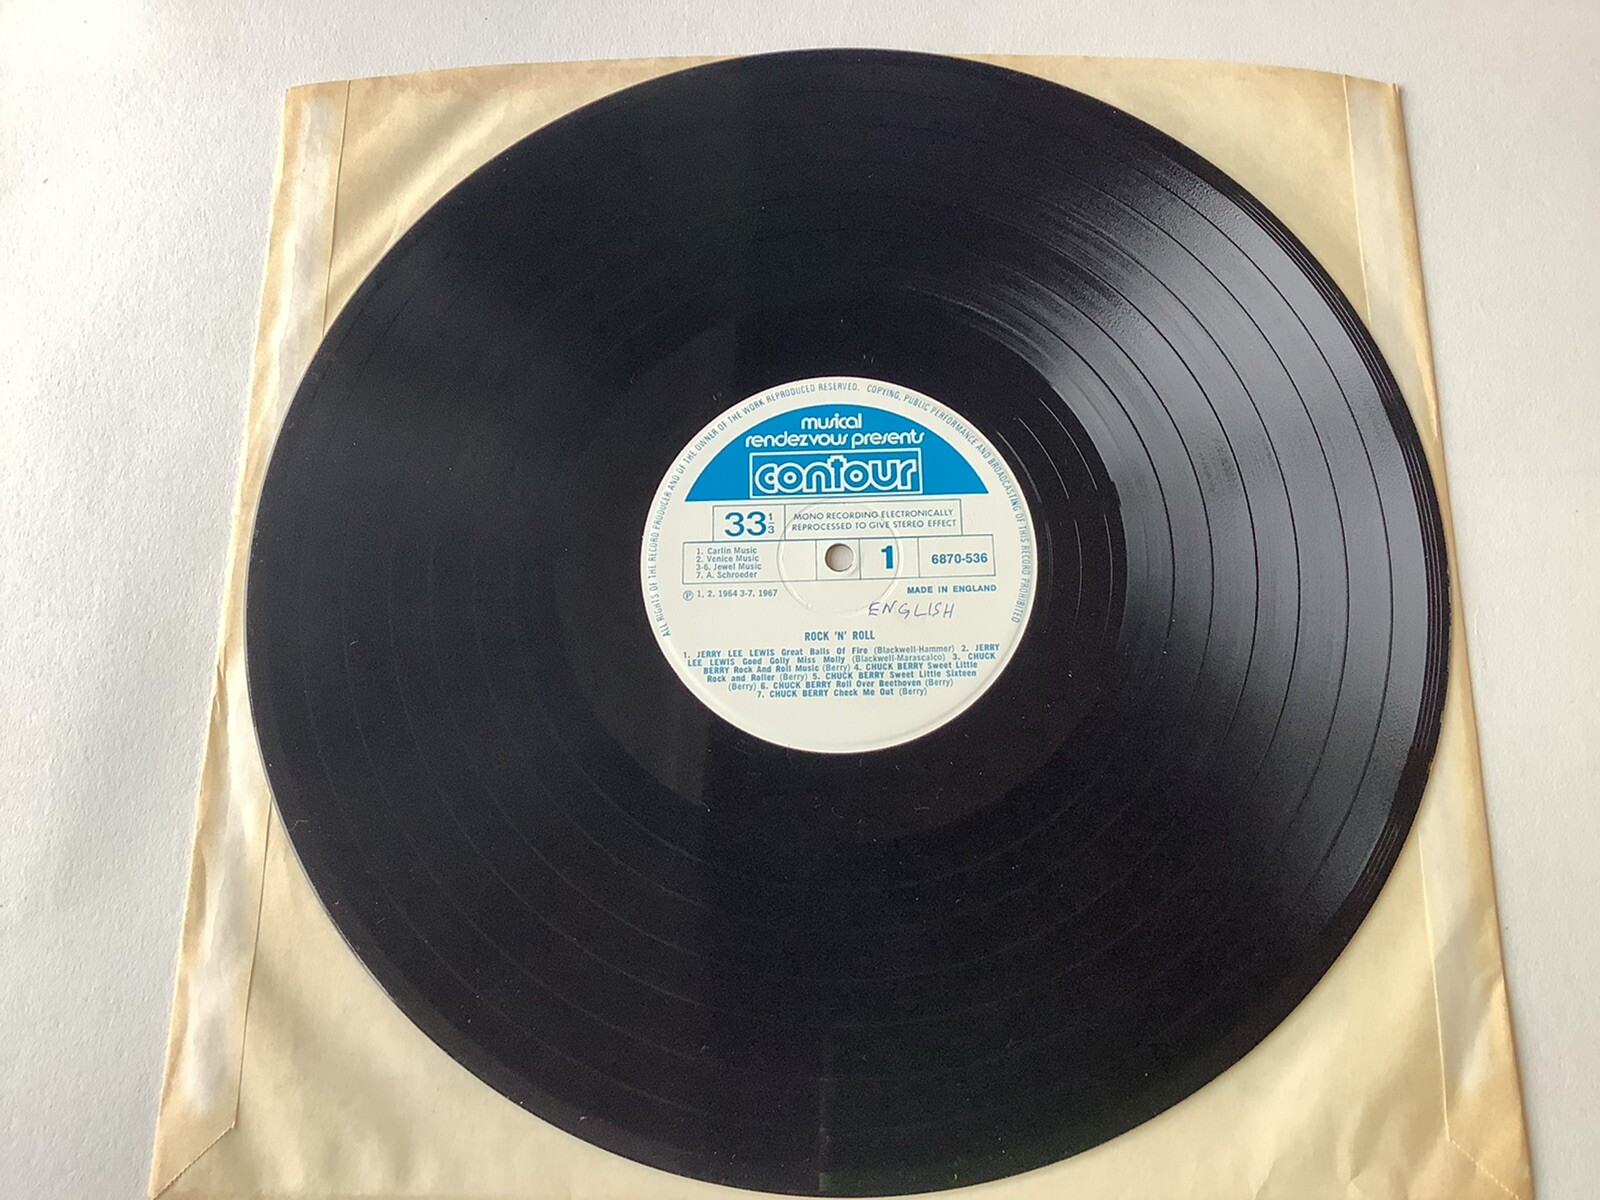 ALL RIGHTS OF THE RECORD PRODUCER AND OF THE OWNER OF THE WORK REPRODUCED RESERVED. COPYING, PUBLIC PERFORMANCE AND BROADCASTING OF THIS RECORD PROHIBITED
musical
rendezvous presents
contour
33 1/3
MONO RECORDING ELECTRONICALLY
REPROCESSED TO GIVE STEREO EFFECT
1. Carlin Music
2. Venice Music
3-6. Jewel Music
7. A. Schroeder
1
6870-536
℗ 1, 2. 1964 3-7. 1967
MADE IN ENGLAND
ENGLISH
ROCK 'N' ROLL
1. JERRY LEE LEWIS Great Balls Of Fire (Blackwell-Hammer) 2. JERRY
LEE LEWIS Good Golly Miss Molly (Blackwell-Marascalco) 3. CHUCK
BERRY Rock And Roll Music (Berry) 4. CHUCK BERRY Sweet Little
Rock and Roller (Berry) 5. CHUCK BERRY Sweet Little Sixteen
(Berry) 6. CHUCK BERRY Roll Over Beethoven (Berry)
7. CHUCK BERRY Check Me Out (Berry)